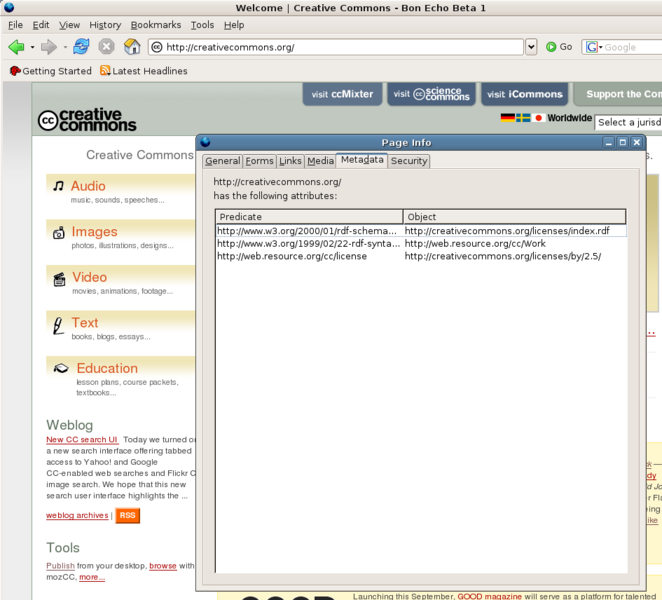 Welcome | Creative Commons - Bon Echo Beta 1
File Edit View History Bookmarks Tools Help
http://creativecommons.org/ Go Google
Getting Started Latest Headlines
visit ccMixter visit science commons visit iCommons Support the Com
creative commons
Worldwide Select a jurisd
Creative Commons
Page Info
General Forms Links Media Metadata Security
http://creativecommons.org/
has the following attributes:
Predicate Object
http://www.w3.org/2000/01/rdf-schema... http://creativecommons.org/licenses/index.rdf
http://www.w3.org/1999/02/22-rdf-synta... http://web.resource.org/cc/Work
http://web.resource.org/cc/license http://creativecommons.org/licenses/by/2.5/
Audio
music, sounds, speeches...
Images
photos, illustrations, designs...
Video
movies, animations, footage...
Text
books, blogs, essays...
Education
lesson plans, course packets,
textbooks...
Weblog
New CC search UI Today we turned on
a new search interface offering tabbed
access to Yahoo! and Google
CC-enabled web searches and Flickr C
image search. We hope that this new
search user interface highlights the ...
weblog archives | RSS
Tools
Publish from your desktop, browse with
mozCC, more...
Launching this September, GOOD magazine will serve as a platform for talented